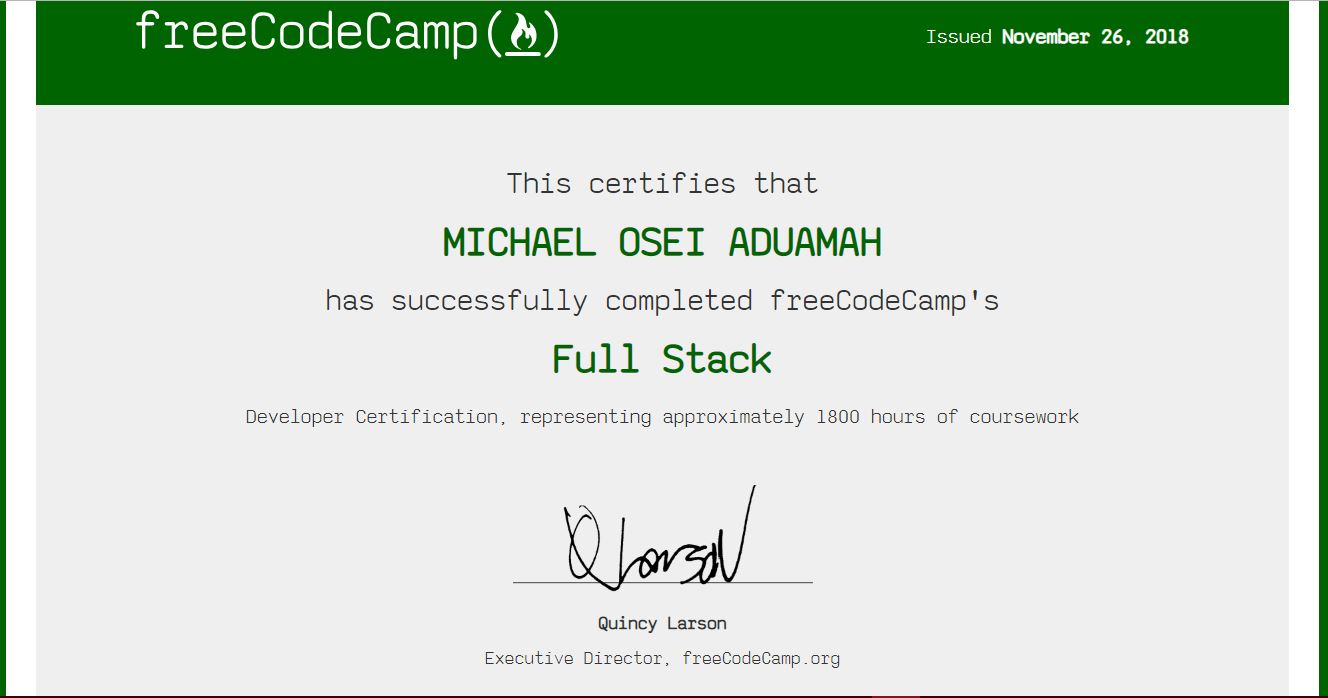 freeCodeCamp(🔥)
Issued November 26, 2018
This certifies that
MICHAEL OSEI ADUAMAH
has successfully completed freeCodeCamp's
Full Stack
Developer Certification, representing approximately 1800 hours of coursework
Q Larson
Quincy Larson
Executive Director, freeCodeCamp.org